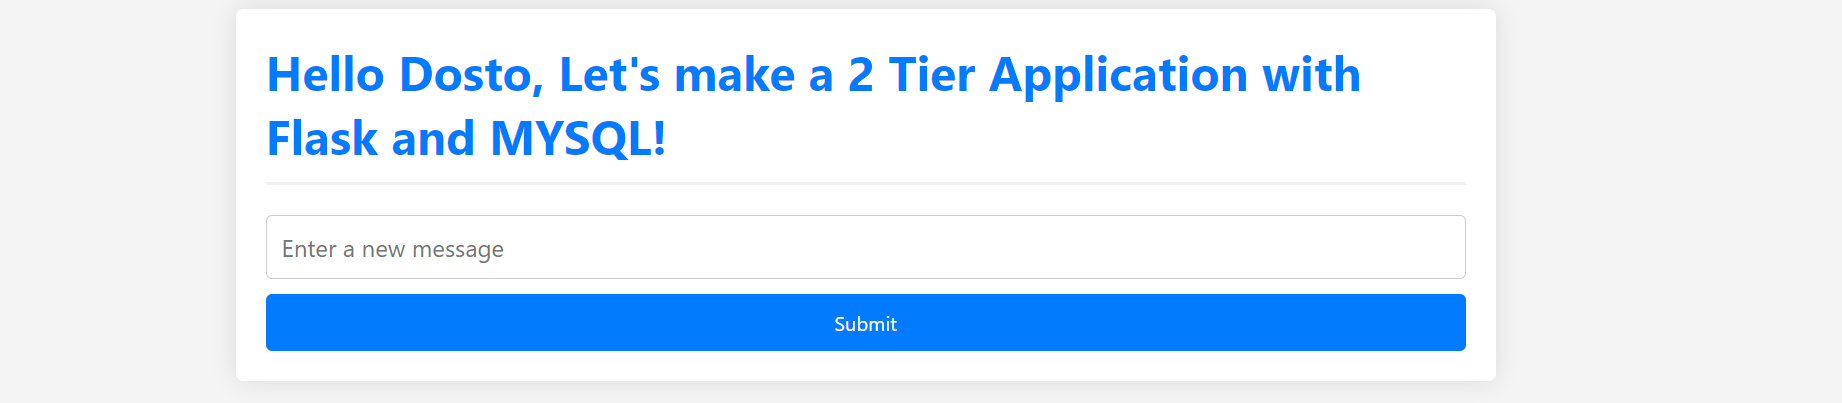 Hello Dosto, Let's make a 2 Tier Application with
Flask and MYSQL!
Enter a new message
Submit